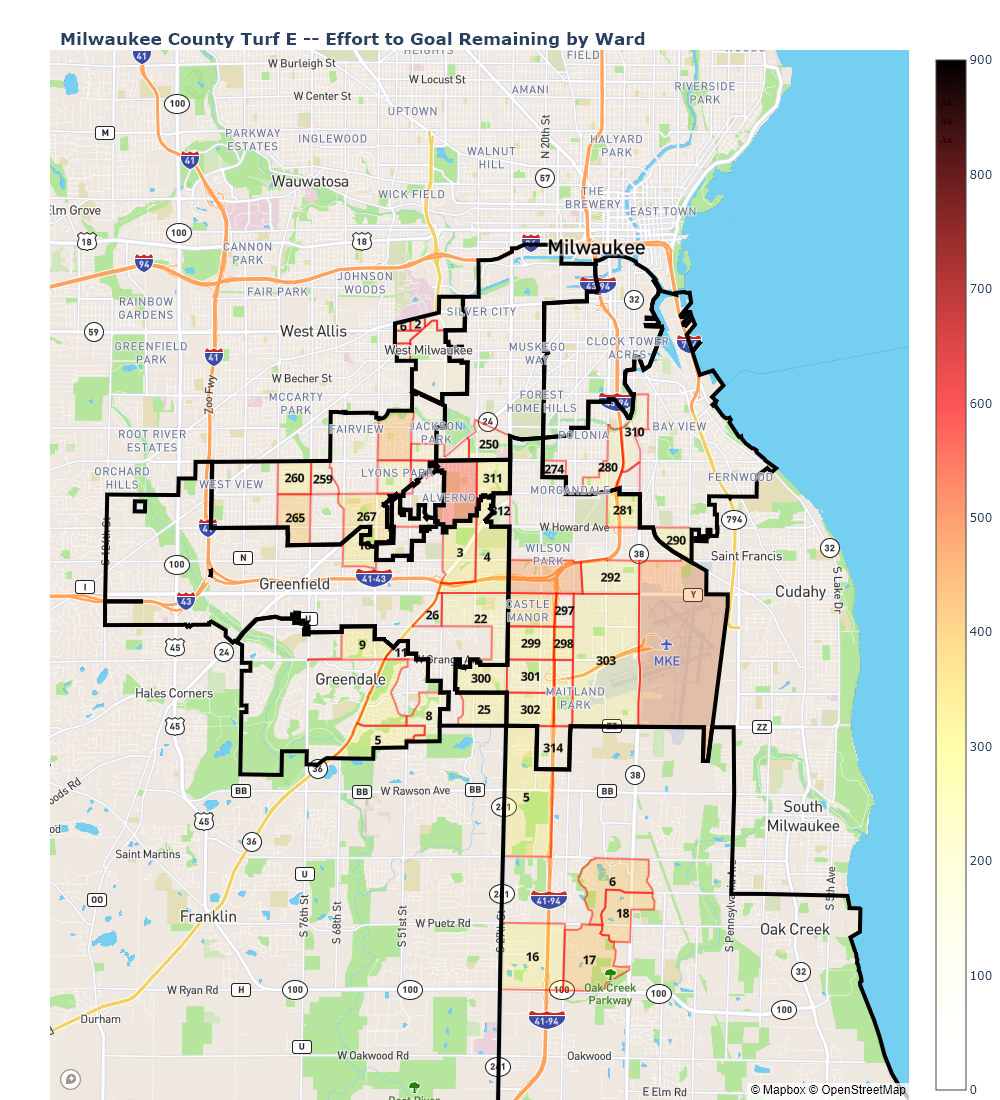 Milwaukee County Turf E -- Effort to Goal Remaining by Ward
41
HEIGHTS
FIELD
W Burleigh St
W Locust St
W Center St
AMANI
RIVERSIDE
PARK
100
UPTOWN
M
PARKWAY
ESTATES
INGLEWOOD
HALYARD
PARK
N 20th St
41
WALNUT
HILL
57
Wauwatosa
WICK FIELD
THE
BREWERY
EAST TOWN
Elm Grove
100
18
18
CANNON
PARK
Milwaukee
94
JOHNSON
WOODS
FAIR PARK
43-94
RAINBOW
GARDENS
SILVER CITY
32
59
West Allis
6
2
GREENFIELD
PARK
41
West Milwaukee
MUSKEGO
WAY
CLOCK TOWER
ACRES
W Becher St
Zoo Fwy
MCCARTY
PARK
FOREST
HOME HILLS
ROOT RIVER
ESTATES
FAIRVIEW
JACKSON
PARK
24
250
POLONIA
310
BAY VIEW
ORCHARD
HILLS
WEST VIEW
260
259
LYONS PARK
311
274
280
FERNWOOD
ALVERNO
MORGANDALE
265
267
312
281
794
S 124th St
W Howard Ave
290
N
100
3
4
WILSON
PARK
38
Saint Francis
32
I
Greenfield
41-43
292
Cudahy
S Lake Dr
43
Y
26
22
CASTLE
MANOR
297
U
45
24
9
11
W Grange Ave
299
298
303
MKE
Greendale
300
301
Hales Corners
8
25
302
MAITLAND
PARK
45
5
314
ZZ
ZZ
36
38
BB
BB
W Rawson Ave
BB
BB
5
241
South
Milwaukee
45
36
Saint Martins
U
6
S Pennsylvania Ave
S 5th Ave
OO
241
41-94
Franklin
S 76th St
S 68th St
S 51st St
W Puetz Rd
S 27th St
18
Oak Creek
16
17
32
W Ryan Rd
H
100
100
100
Oak Creek
Parkway
100
100
Durham
41-94
U
W Oakwood Rd
241
Oakwood
E Elm Rd
Root River
© Mapbox © OpenStreetMap
900
800
700
600
500
400
300
200
100
0